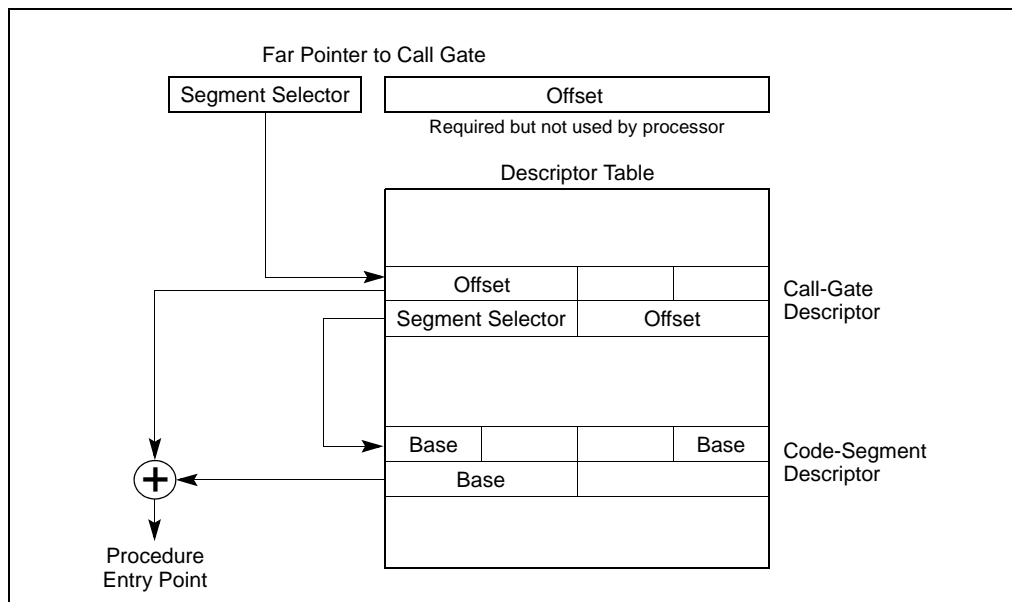 Far Pointer to Call Gate
Segment Selector
Offset
Required but not used by processor
Descriptor Table
Offset
Call-Gate
Descriptor
Segment Selector
Offset
Base
Base
Code-Segment
Descriptor
Base
+
Procedure
Entry Point